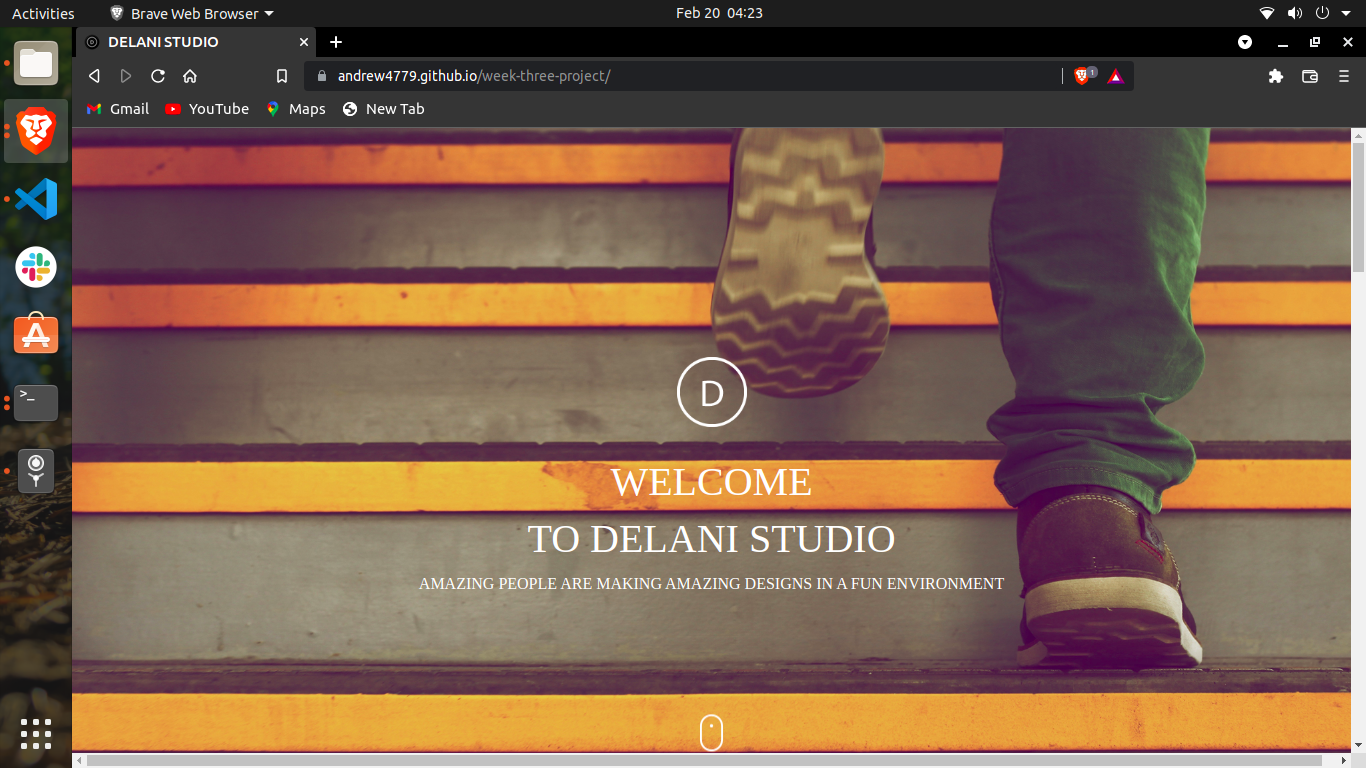 Activities
Brave Web Browser
Feb 20 04:23
DELANI STUDIO
andrew4779.github.io/week-three-project/
1
Gmail
YouTube
Maps
New Tab
>_
D
WELCOME
TO DELANI STUDIO
AMAZING PEOPLE ARE MAKING AMAZING DESIGNS IN A FUN ENVIRONMENT